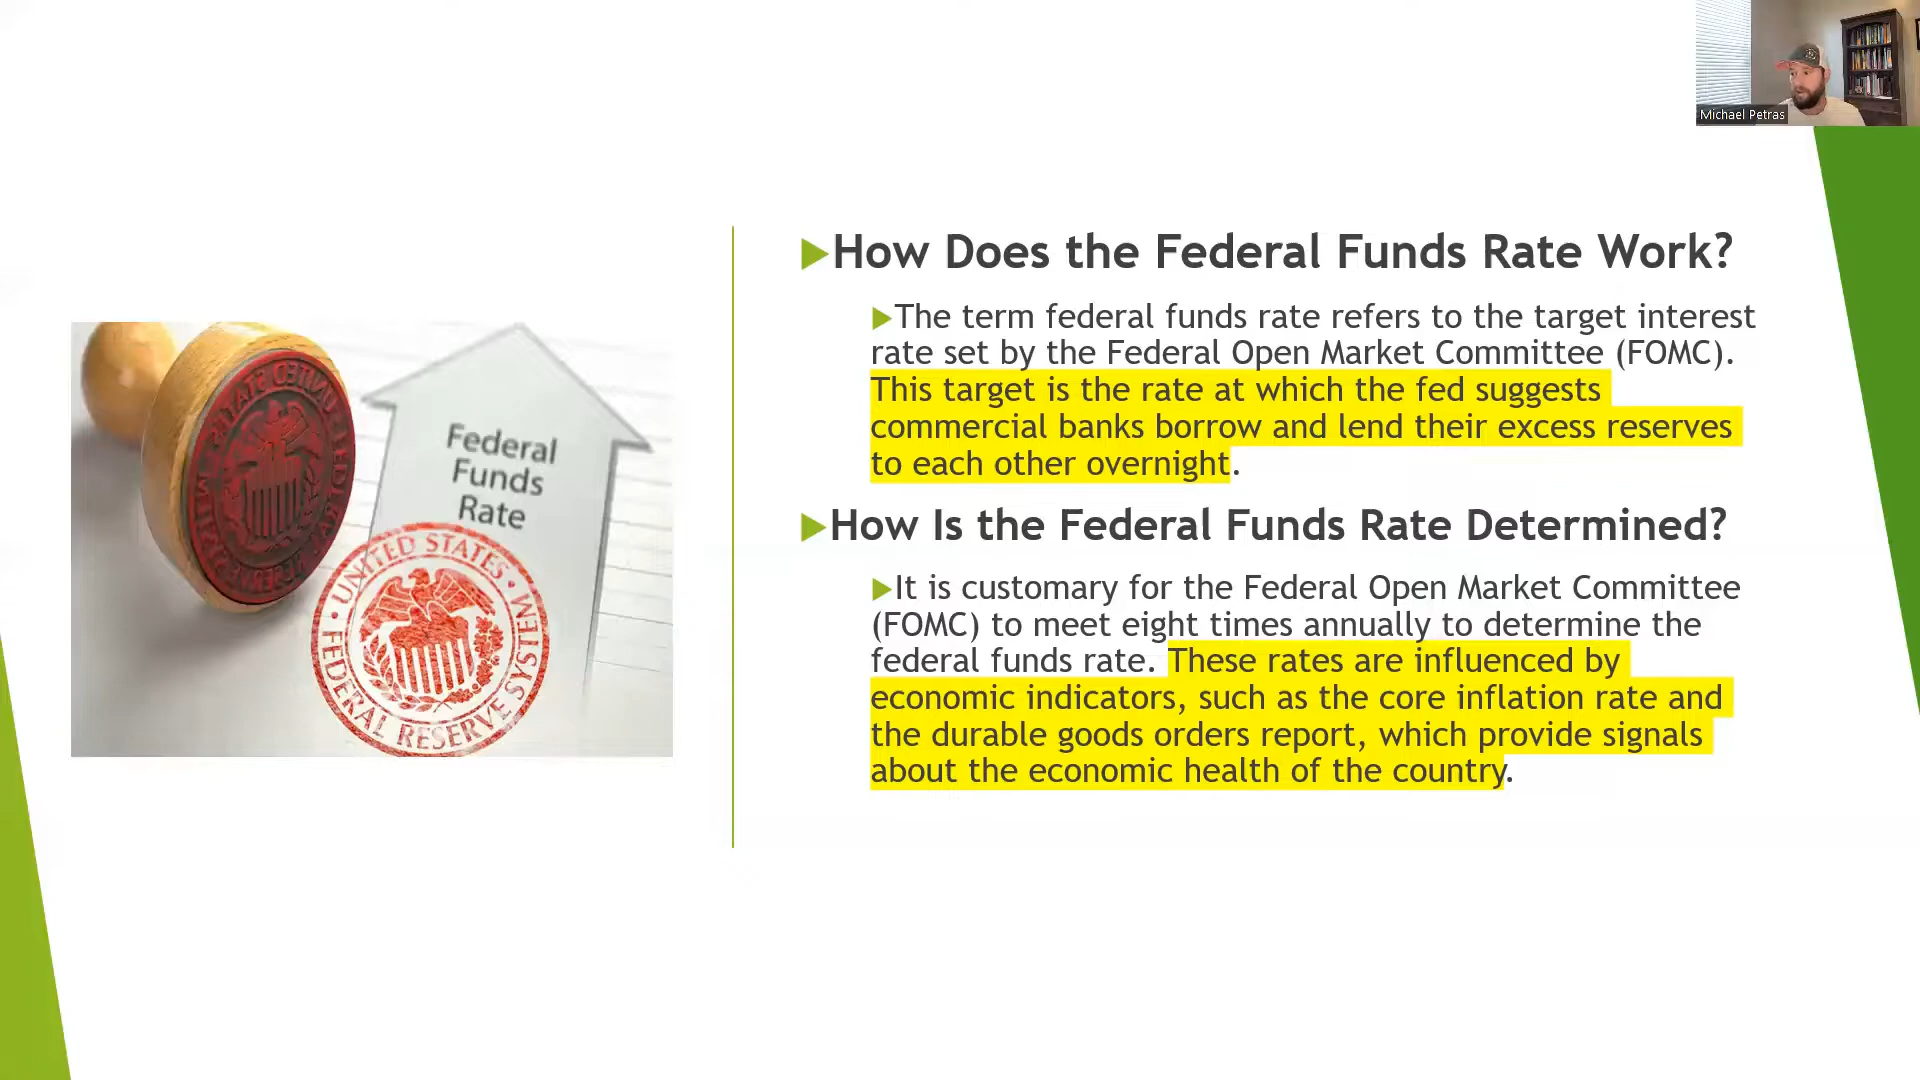 Michael Petras
►How Does the Federal Funds Rate Work?
►The term federal funds rate refers to the target interest
rate set by the Federal Open Market Committee (FOMC).
This target is the rate at which the fed suggests
commercial banks borrow and lend their excess reserves
to each other overnight.
►How Is the Federal Funds Rate Determined?
►It is customary for the Federal Open Market Committee
(FOMC) to meet eight times annually to determine the
federal funds rate. These rates are influenced by
economic indicators, such as the core inflation rate and
the durable goods orders report, which provide signals
about the economic health of the country.
Federal
Funds
Rate
UNITED STATES
FEDERAL RESERVE SYSTEM